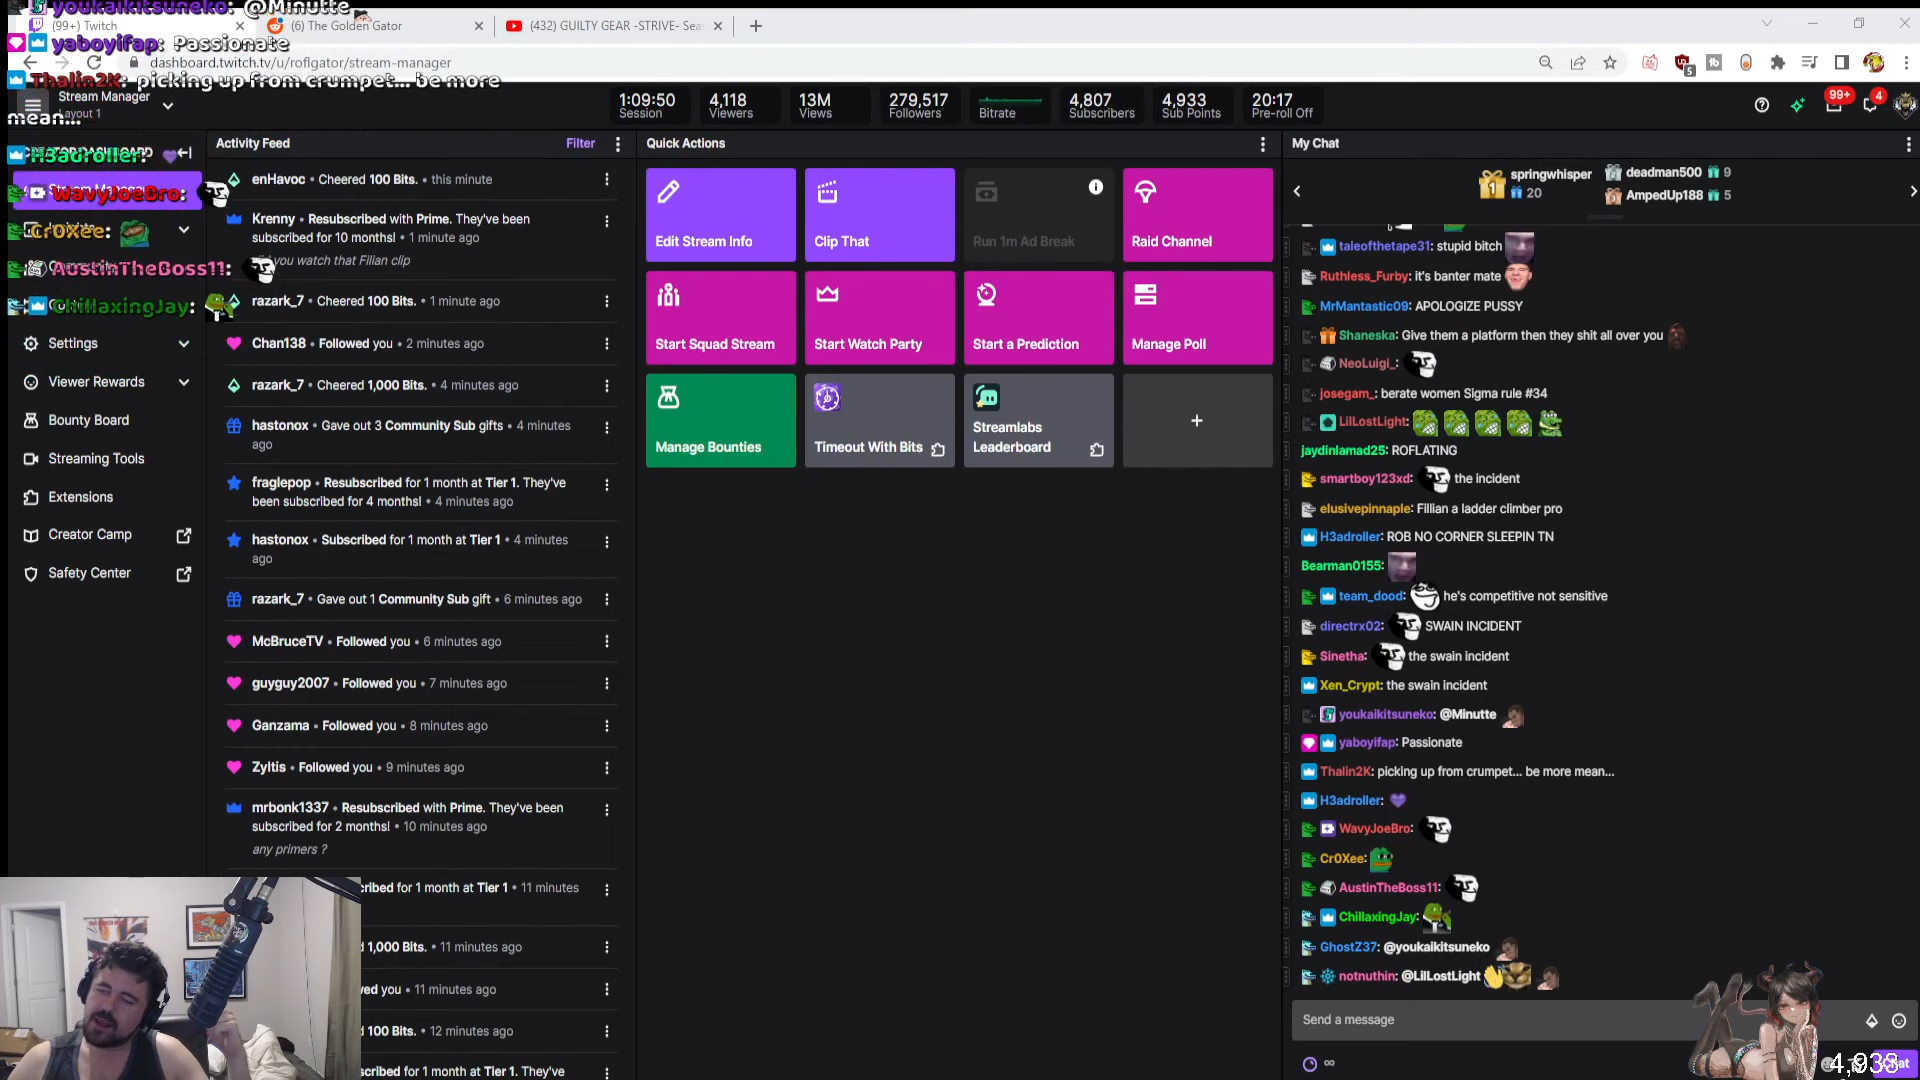 youkaikitsuneko: @Minutte
(99+) Twitch
(6) The Golden Gator
(432) GUILTY GEAR -STRIVE- Sea
yaboyifap: Passionate
dashboard.twitch.tv/u/roflgator/stream-manager
Thalin2K: picking up from crumpet... be more
mean...
Stream Manager
Layout 1
1:09:50
Session
4,118
Viewers
13M
Views
279,517
Followers
Bitrate
4,807
Subscribers
4,933
Sub Points
20:17
Pre-roll Off
99+
4
5
H3adroller:
WavyJoeBro:
Cr0Xee:
AustinTheBoss11:
ChillaxingJay:
Settings
Viewer Rewards
Bounty Board
Streaming Tools
Extensions
Creator Camp
Safety Center
Activity Feed
Filter
enHavoc • Cheered 100 Bits. • this minute
Krenny • Resubscribed with Prime. They've been
subscribed for 10 months! • 1 minute ago
did you watch that Filian clip
razark_7 • Cheered 100 Bits. • 1 minute ago
Chan138 • Followed you • 2 minutes ago
razark_7 • Cheered 1,000 Bits. • 4 minutes ago
hastonox • Gave out 3 Community Sub gifts • 4 minutes
ago
fraglepop • Resubscribed for 1 month at Tier 1. They've
been subscribed for 4 months! • 4 minutes ago
hastonox • Subscribed for 1 month at Tier 1 • 4 minutes
ago
razark_7 • Gave out 1 Community Sub gift • 6 minutes ago
McBruceTV • Followed you • 6 minutes ago
guyguy2007 • Followed you • 7 minutes ago
Ganzama • Followed you • 8 minutes ago
Zyltis • Followed you • 9 minutes ago
mrbonk1337 • Resubscribed with Prime. They've been
subscribed for 2 months! • 10 minutes ago
any primers ?
cribed for 1 month at Tier 1 • 11 minutes
1,000 Bits. • 11 minutes ago
wed you • 11 minutes ago
100 Bits. • 12 minutes ago
scribed for 1 month at Tier 1. They've
Quick Actions
Edit Stream Info
Clip That
Run 1m Ad Break
Raid Channel
Start Squad Stream
Start Watch Party
Start a Prediction
Manage Poll
Manage Bounties
Timeout With Bits
Streamlabs
Leaderboard
My Chat
1
springwhisper
20
deadman500 9
AmpedUp188 5
taleofthetape31: stupid bitch
Ruthless_Furby: it's banter mate
MrMantastic09: APOLOGIZE PUSSY
Shaneska: Give them a platform then they shit all over you
NeoLuigi_:
josegam_: berate women Sigma rule #34
LilLostLight:
jaydinlamad25: ROFLATING
smartboy123xd: the incident
elusivepinnaple: Fillian a ladder climber pro
H3adroller: ROB NO CORNER SLEEPIN TN
Bearman0155:
team_dood: he's competitive not sensitive
directrx02: SWAIN INCIDENT
Sinetha: the swain incident
Xen_Crypt: the swain incident
youkaikitsuneko: @Minutte
yaboyifap: Passionate
Thalin2K: picking up from crumpet... be more mean...
H3adroller:
WavyJoeBro:
Cr0Xee:
AustinTheBoss11:
ChillaxingJay:
GhostZ37: @youkaikitsuneko
notnuthin: @LilLostLight
Send a message
4,933